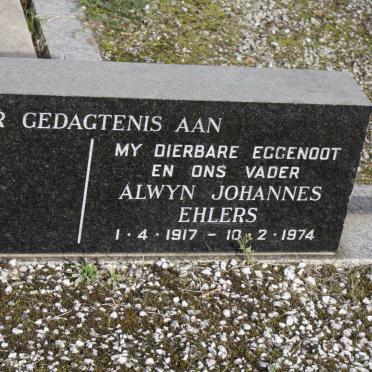 R GEDAGTENIS AAN
MY DIERBARE EGGENOOT
EN ONS VADER
ALWYN JOHANNES
EHLERS
1·4·1917 – 10·2·1974